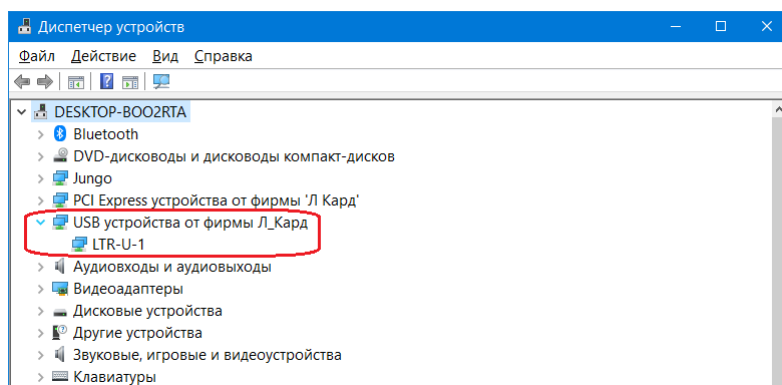 Диспетчер устройств
Файл Действие Вид Справка
DESKTOP-BOO2RTA
Bluetooth
DVD-дисководы и дисководы компакт-дисков
Jungo
PCI Express устройства от фирмы 'Л Кард'
USB устройства от фирмы Л_Кард
LTR-U-1
Аудиовходы и аудиовыходы
Видеоадаптеры
Дисковые устройства
Другие устройства
Звуковые, игровые и видеоустройства
Клавиатуры